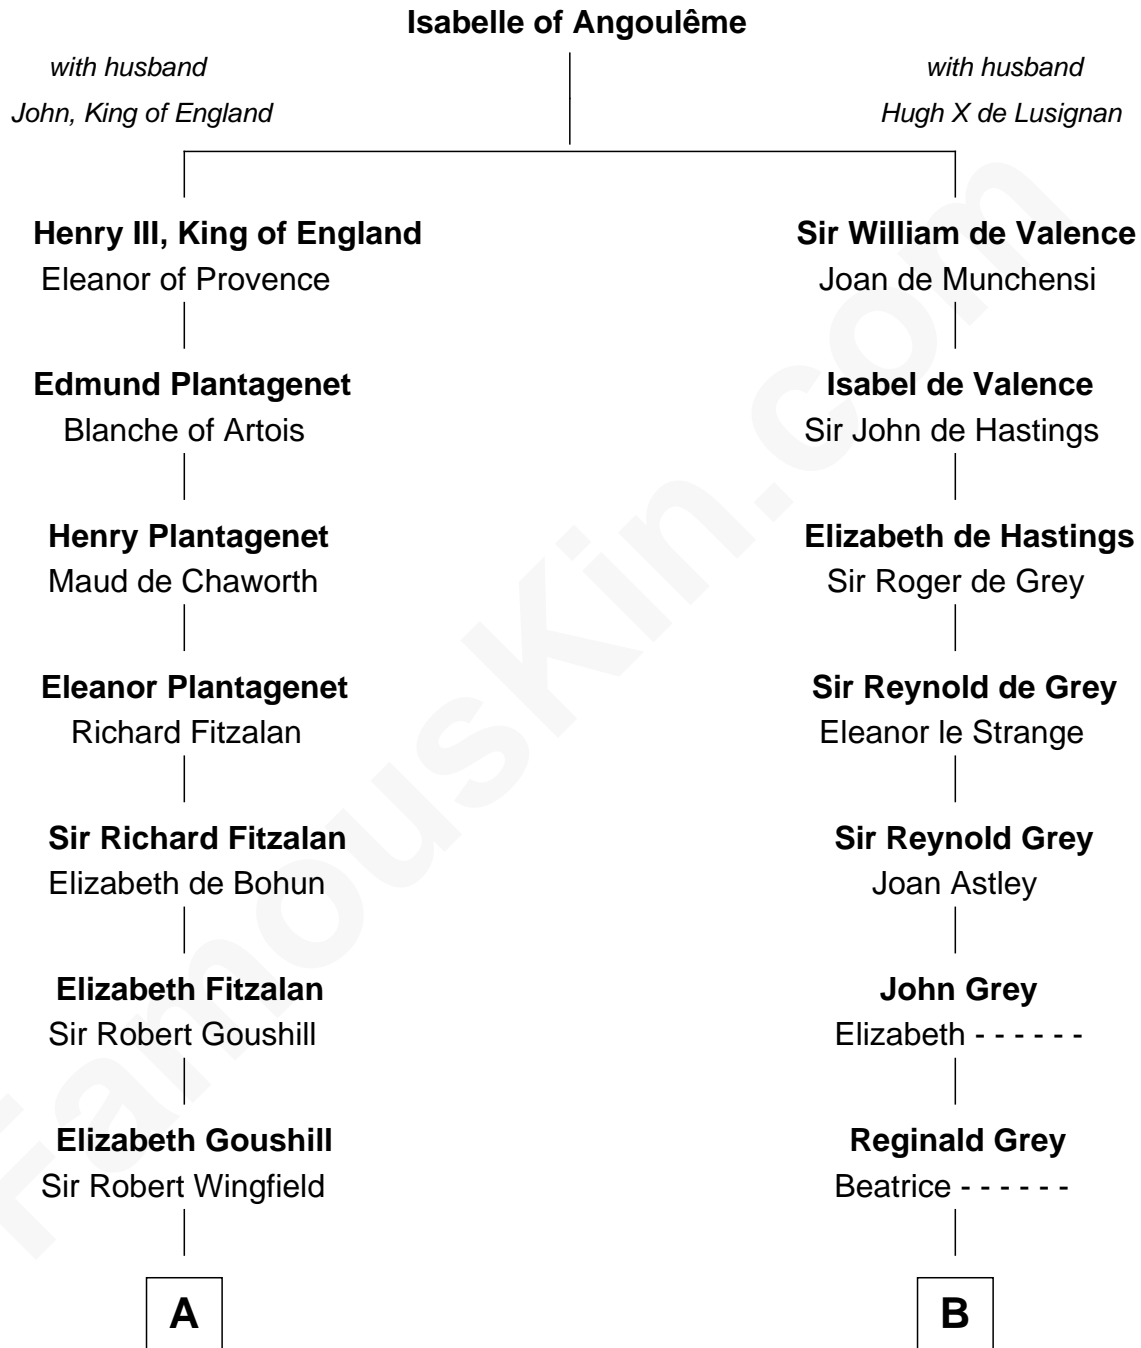 Isabelle of Angoulême
with husband
John, King of England
with husband
Hugh X de Lusignan
Henry III, King of England
Eleanor of Provence
Sir William de Valence
Joan de Munchensi
Edmund Plantagenet
Blanche of Artois
Isabel de Valence
Sir John de Hastings
Henry Plantagenet
Maud de Chaworth
Elizabeth de Hastings
Sir Roger de Grey
Eleanor Plantagenet
Richard Fitzalan
Sir Reynold de Grey
Eleanor le Strange
Sir Richard Fitzalan
Elizabeth de Bohun
Sir Reynold Grey
Joan Astley
Elizabeth Fitzalan
Sir Robert Goushill
John Grey
Elizabeth - - - - - -
Elizabeth Goushill
Sir Robert Wingfield
Reginald Grey
Beatrice - - - - - -
A
B
FamousKin.com